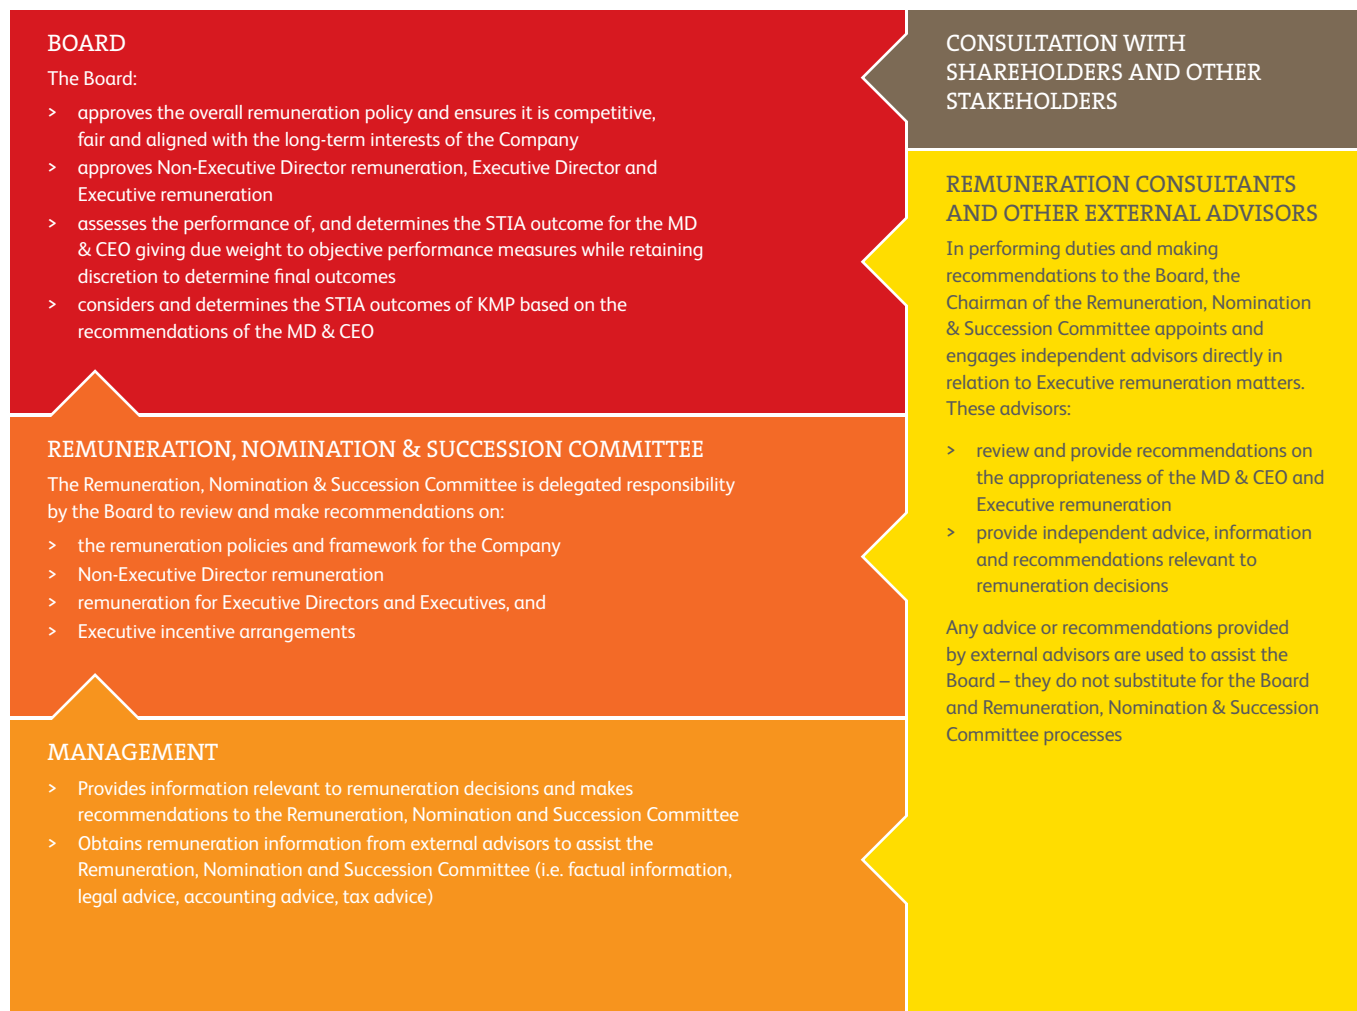 BOARD
The Board:
> approves the overall remuneration policy and ensures it is competitive,
fair and aligned with the long-term interests of the Company
> approves Non-Executive Director remuneration, Executive Director and
Executive remuneration
> assesses the performance of, and determines the STIA outcome for the MD
& CEO giving due weight to objective performance measures while retaining
discretion to determine final outcomes
> considers and determines the STIA outcomes of KMP based on the
recommendations of the MD & CEO
REMUNERATION, NOMINATION & SUCCESSION COMMITTEE
The Remuneration, Nomination & Succession Committee is delegated responsibility
by the Board to review and make recommendations on:
> the remuneration policies and framework for the Company
> Non-Executive Director remuneration
> remuneration for Executive Directors and Executives, and
> Executive incentive arrangements
MANAGEMENT
> Provides information relevant to remuneration decisions and makes
recommendations to the Remuneration, Nomination and Succession Committee
> Obtains remuneration information from external advisors to assist the
Remuneration, Nomination and Succession Committee (i.e. factual information,
legal advice, accounting advice, tax advice)
CONSULTATION WITH
SHAREHOLDERS AND OTHER
STAKEHOLDERS
REMUNERATION CONSULTANTS
AND OTHER EXTERNAL ADVISORS
In performing duties and making
recommendations to the Board, the
Chairman of the Remuneration, Nomination
& Succession Committee appoints and
engages independent advisors directly in
relation to Executive remuneration matters.
These advisors:
> review and provide recommendations on
the appropriateness of the MD & CEO and
Executive remuneration
> provide independent advice, information
and recommendations relevant to
remuneration decisions
Any advice or recommendations provided
by external advisors are used to assist the
Board – they do not substitute for the Board
and Remuneration, Nomination & Succession
Committee processes